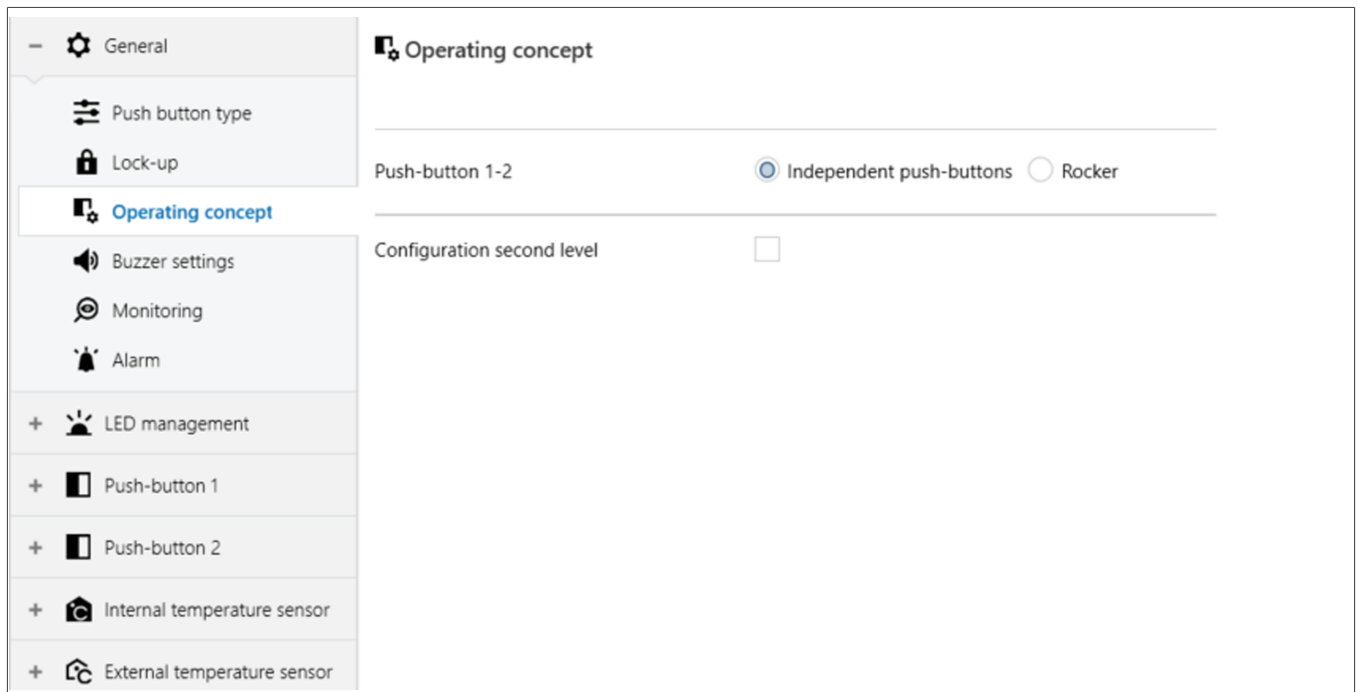 General
Push button type
Lock-up
Operating concept
Buzzer settings
Monitoring
Alarm
LED management
Push-button 1
Push-button 2
Internal temperature sensor
External temperature sensor
Operating concept
Push-button 1-2 Independent push-buttons Rocker
Configuration second level